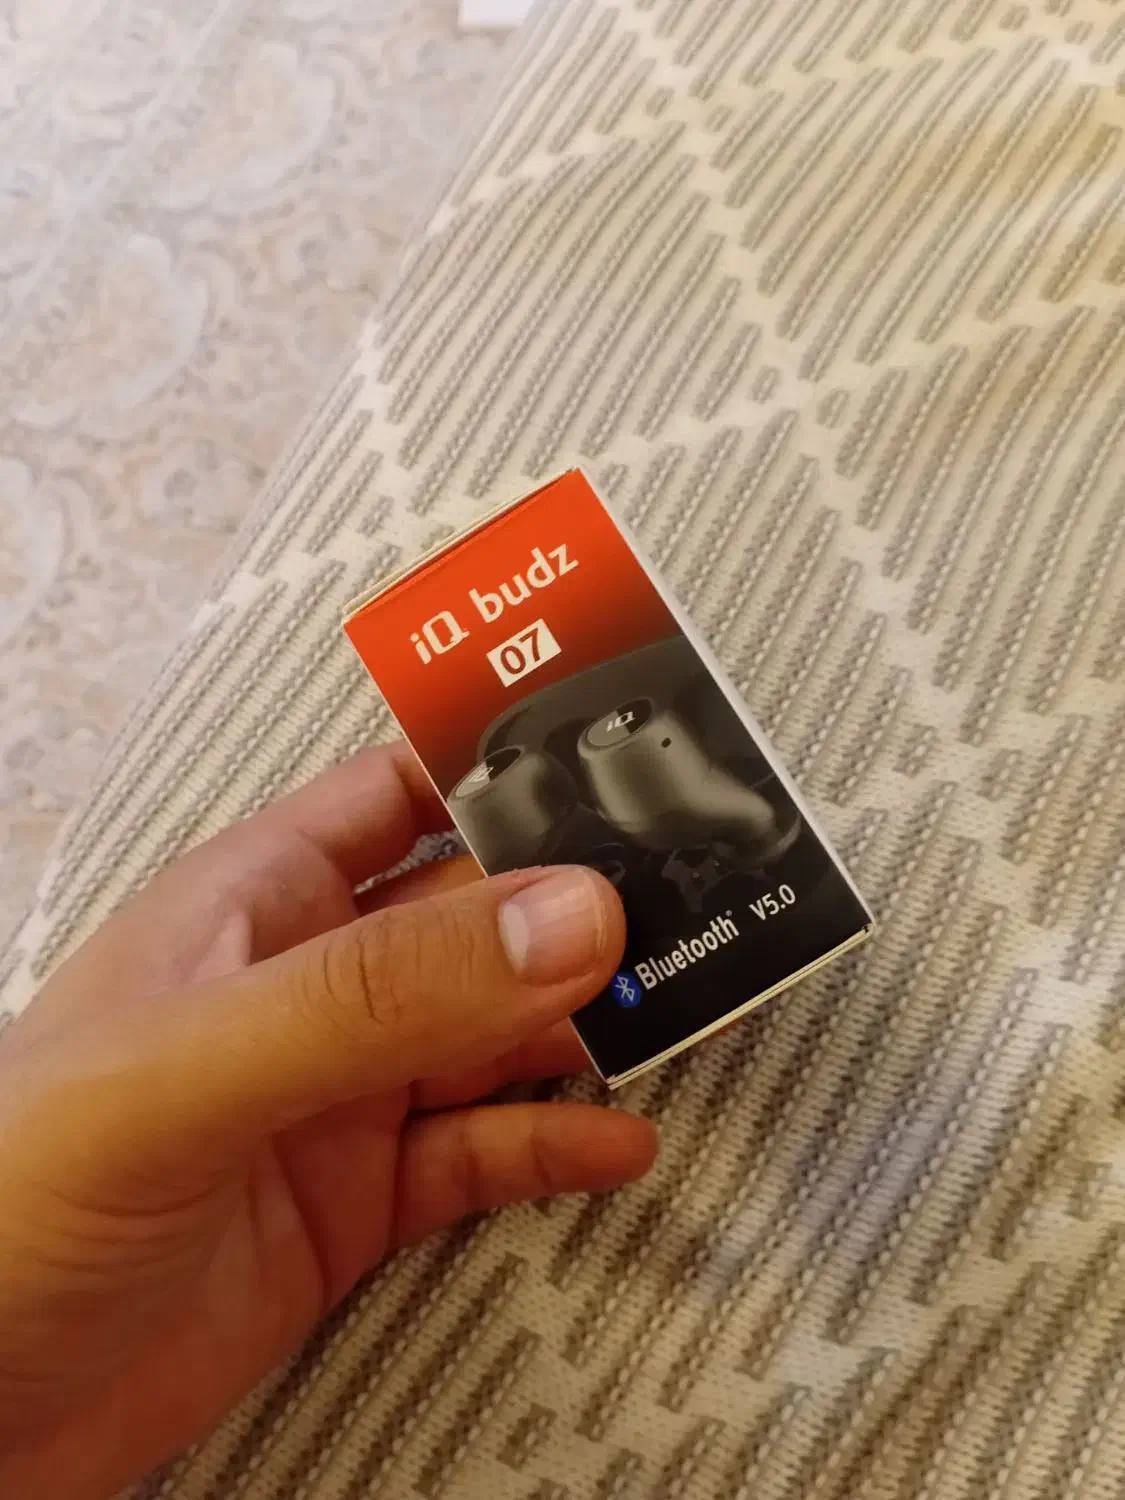 iQ budz
07
iQ
Bluetooth® V5.0